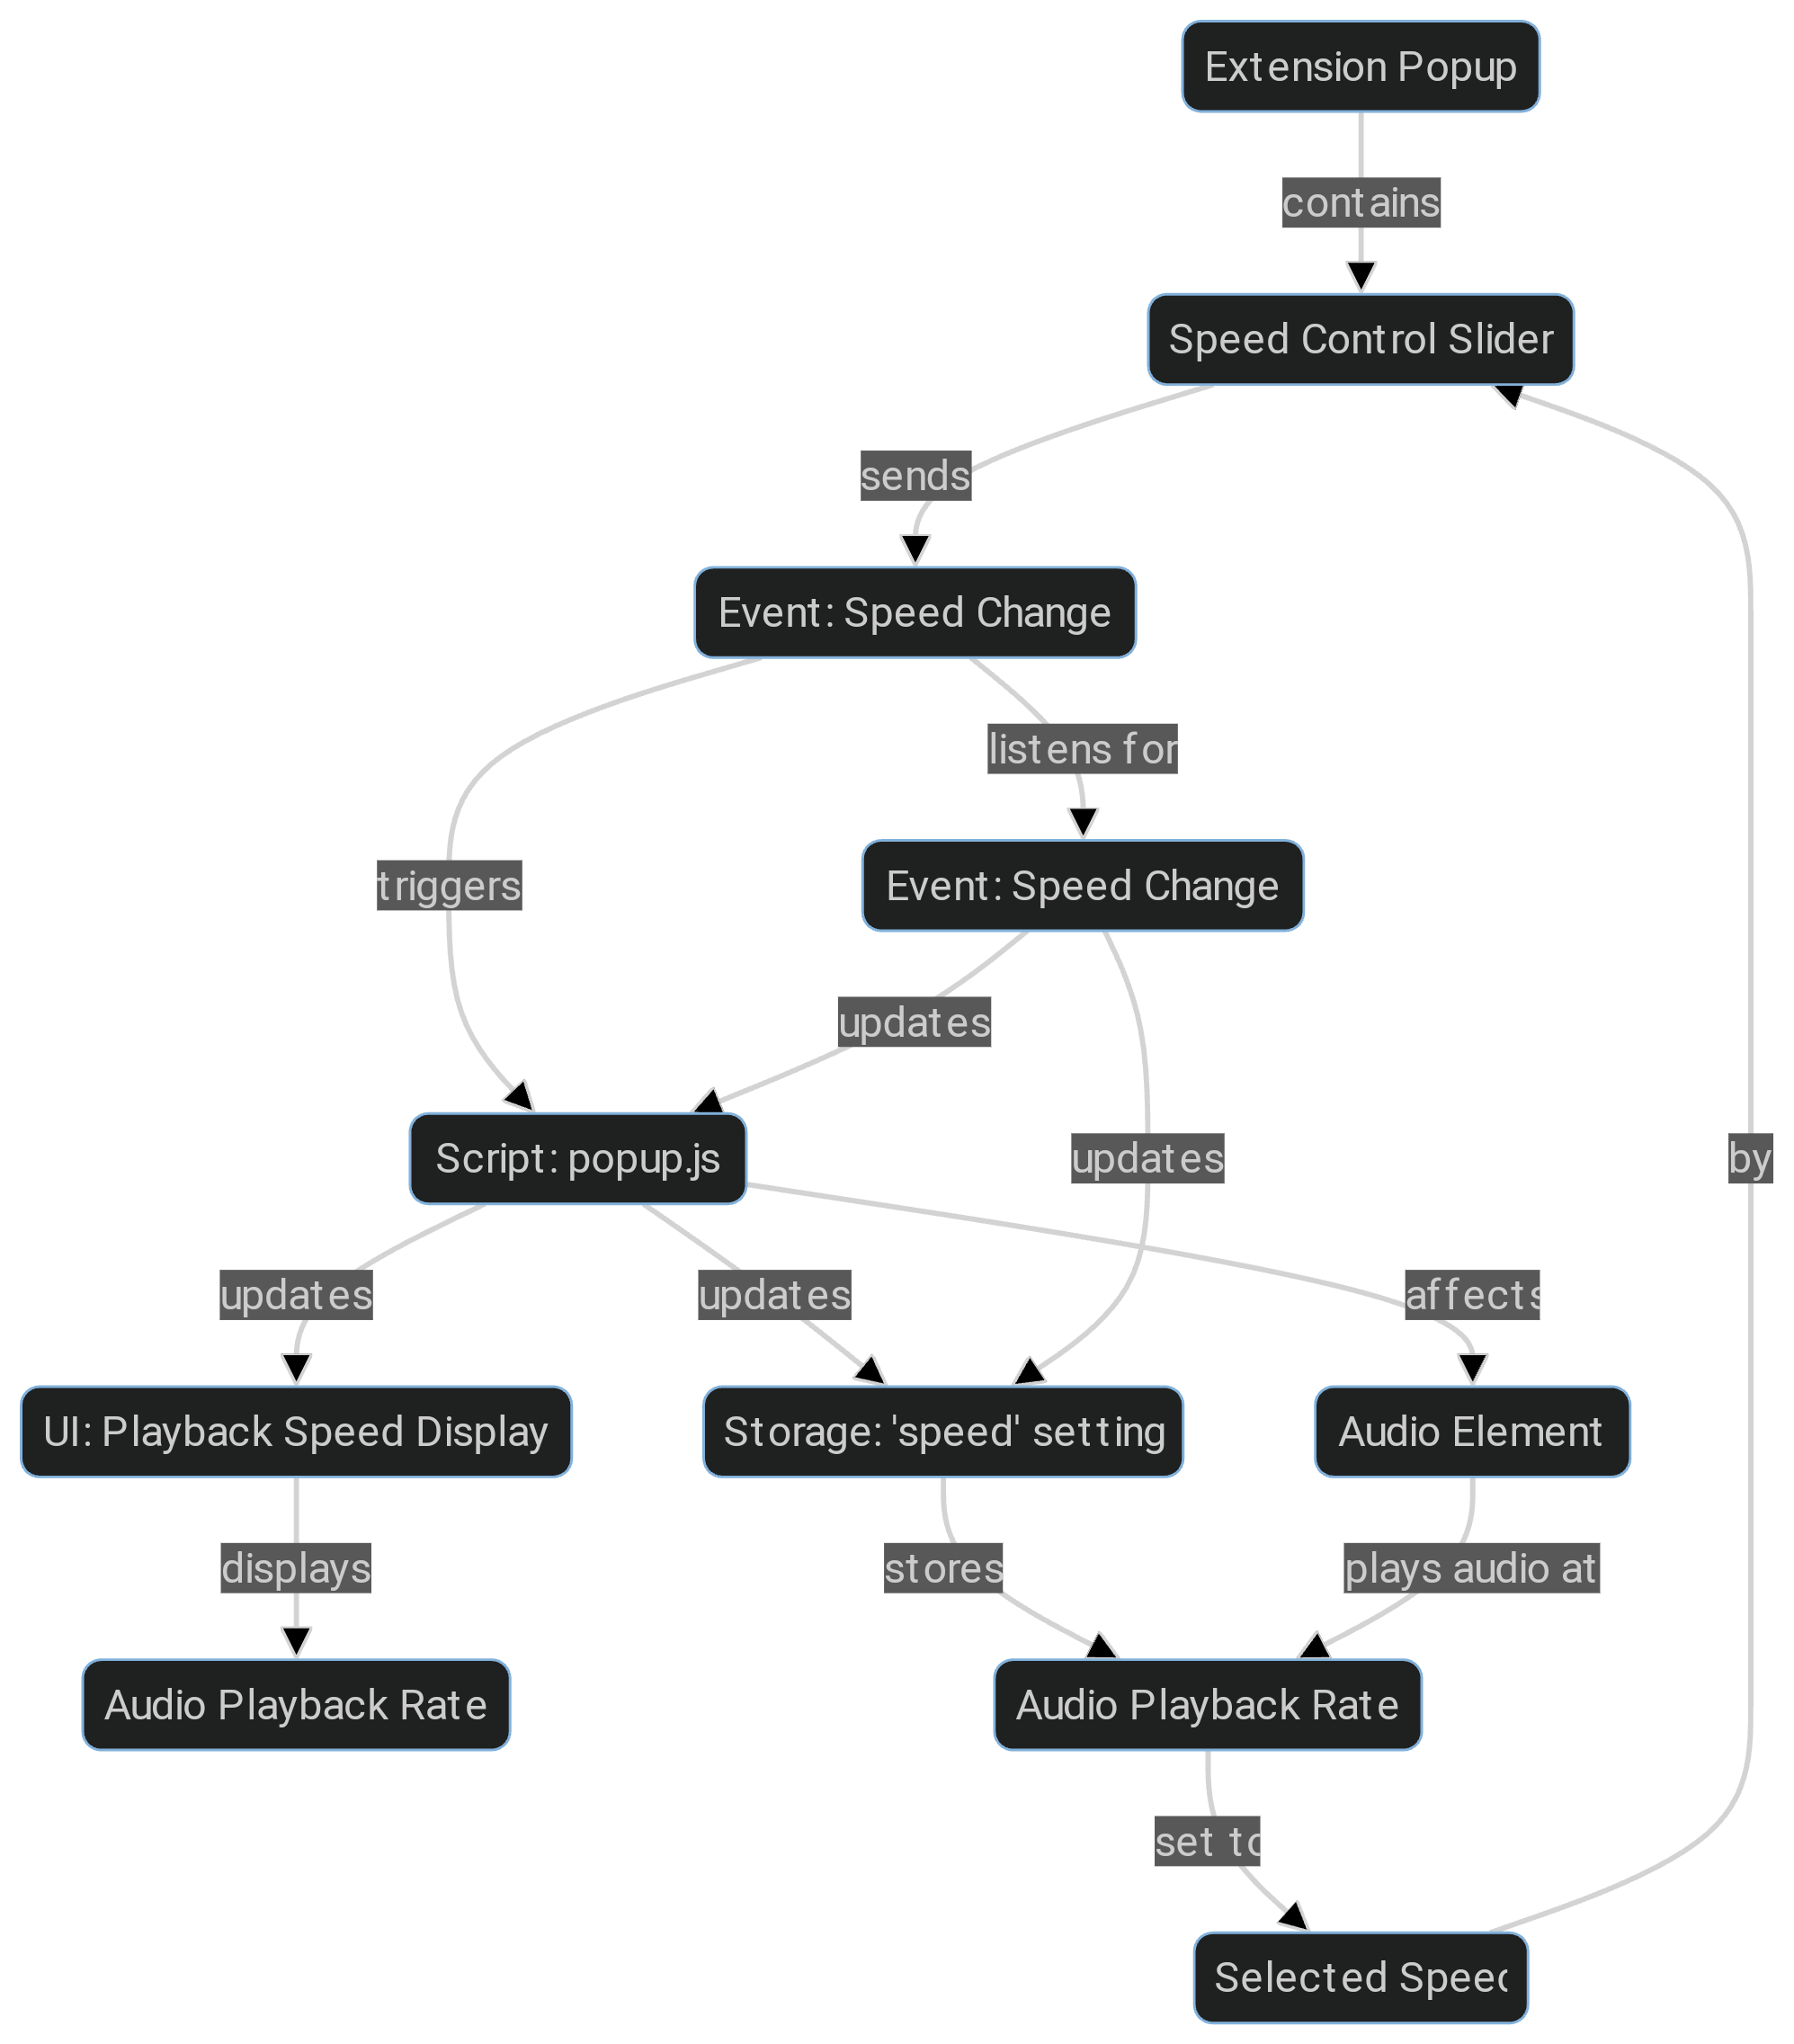 Extension Popup
contains
Speed Control Slider
sends
Event: Speed Change
listens for
triggers
Event: Speed Change
updates
Script: popup.js
updates
by
updates
updates
affects
UI: Playback Speed Display
Storage: 'speed' setting
Audio Element
displays
stores
plays audio at
Audio Playback Rate
Audio Playback Rate
set to
Selected Speed